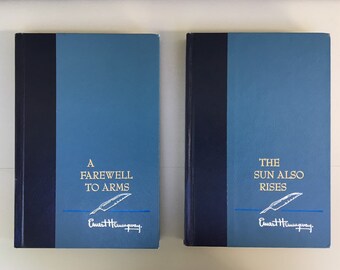 A
FAREWELL
TO ARMS
Ernest Hemingway
THE
SUN ALSO
RISES
Ernest Hemingway